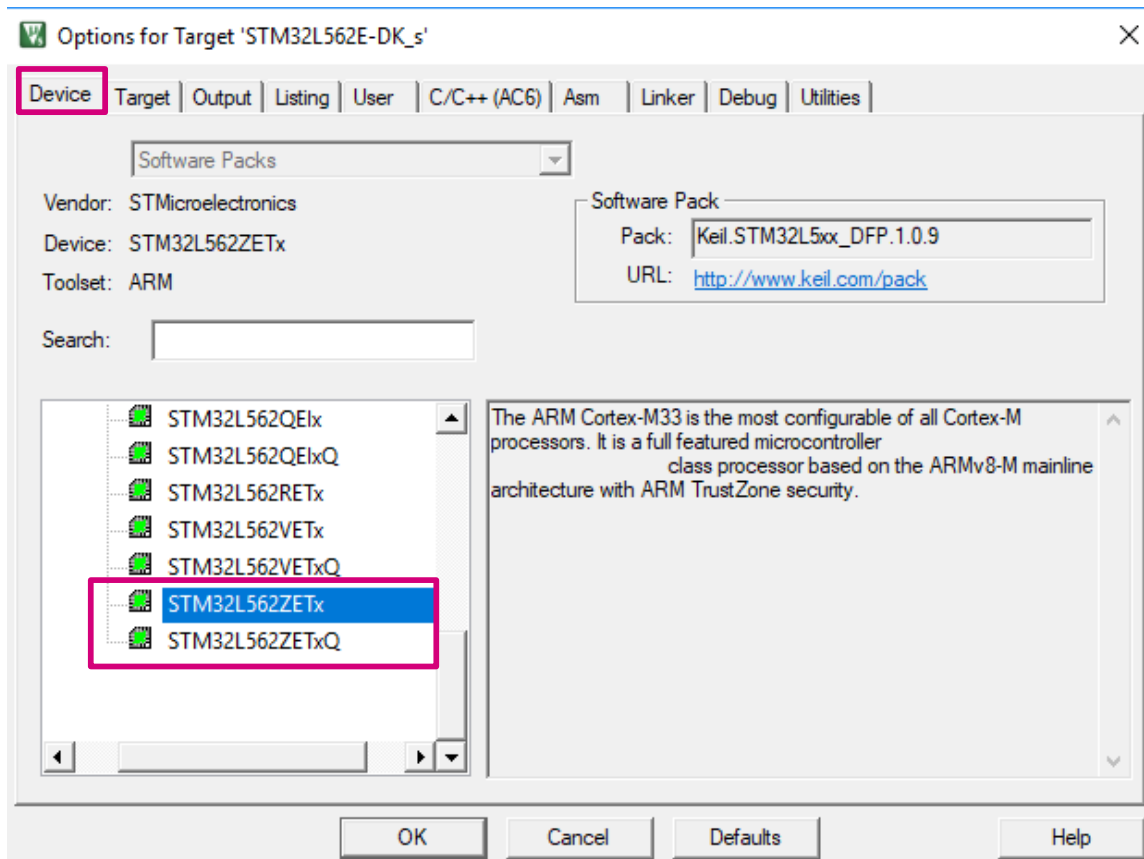 Options for Target 'STM32L562E-DK_s'
Device Target Output Listing User C/C++ (AC6) Asm Linker Debug Utilities
Software Packs
Vendor: STMicroelectronics
Device: STM32L562ZETx
Toolset: ARM
Search:
Software Pack
Pack: Keil.STM32L5xx_DFP.1.0.9
URL: http://www.keil.com/pack
STM32L562QEIx
STM32L562QEIxQ
STM32L562RETx
STM32L562VETx
STM32L562VETxQ
STM32L562ZETx
STM32L562ZETxQ
The ARM Cortex-M33 is the most configurable of all Cortex-M
processors. It is a full featured microcontroller
class processor based on the ARMv8-M mainline
architecture with ARM TrustZone security.
OK Cancel Defaults Help